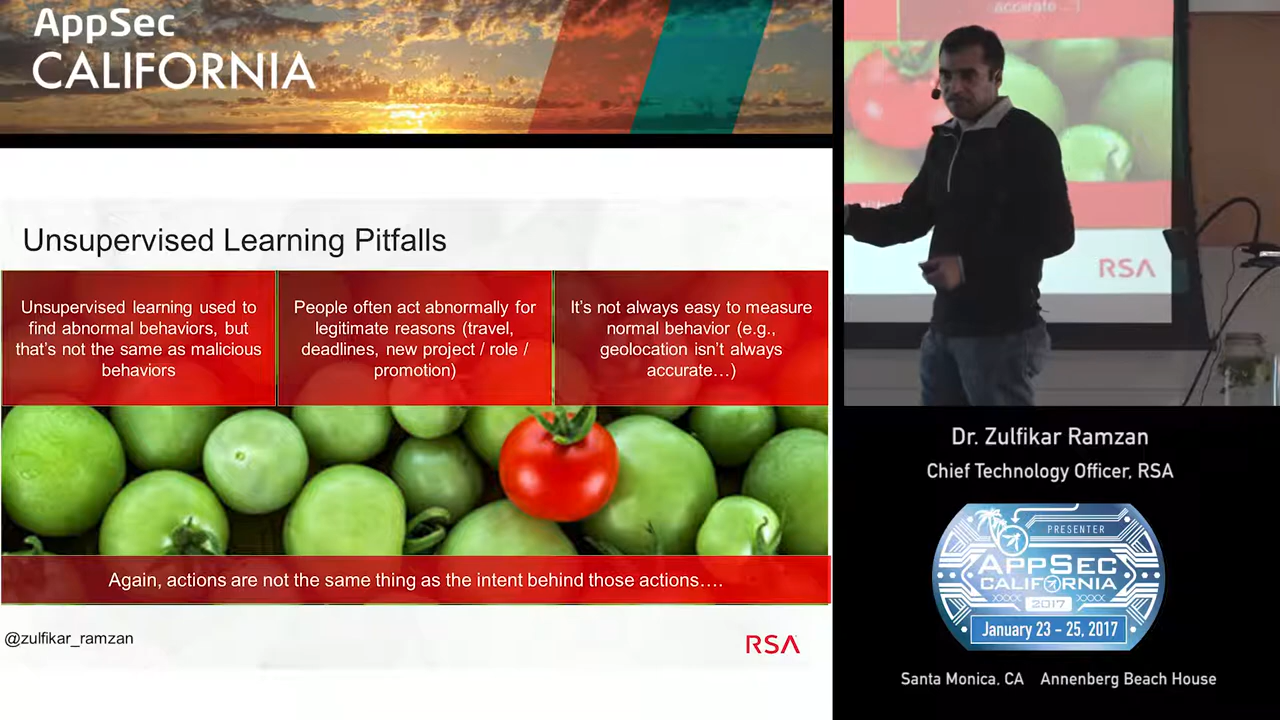 AppSec
CALIFORNIA
accurate…)
RSA
Unsupervised Learning Pitfalls
Unsupervised learning used to
find abnormal behaviors, but
that's not the same as malicious
behaviors
People often act abnormally for
legitimate reasons (travel,
deadlines, new project / role /
promotion)
It's not always easy to measure
normal behavior (e.g.,
geolocation isn't always
accurate…)
Again, actions are not the same thing as the intent behind those actions….
@zulfikar_ramzan
RSA
Dr. Zulfikar Ramzan
Chief Technology Officer, RSA
PRESENTER
APPSEC
CALIFORNIA
2017
January 23 - 25, 2017
Santa Monica, CA Annenberg Beach House